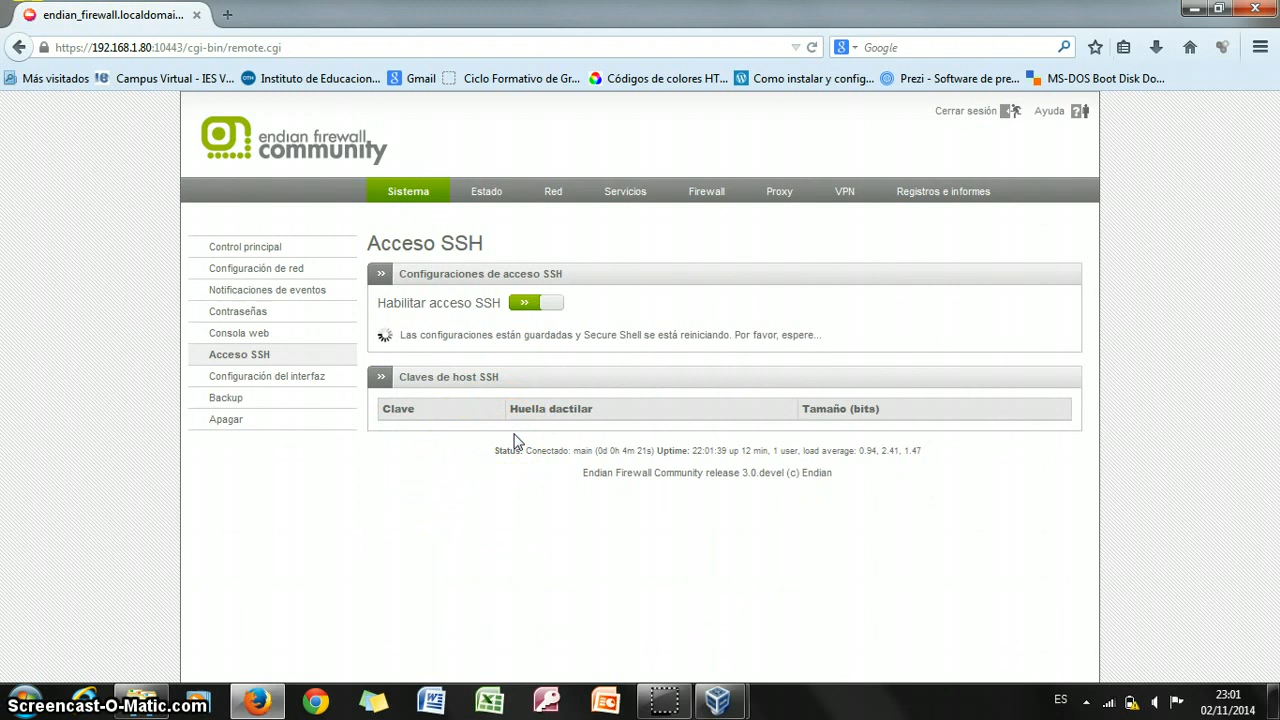 endian_firewall.localdomai...
https://192.168.1.80:10443/cgi-bin/remote.cgi
Google
Más visitados
Campus Virtual - IES V...
Instituto de Educacion...
Gmail
Ciclo Formativo de Gr...
Códigos de colores HT...
Como instalar y config...
Prezi - Software de pre...
MS-DOS Boot Disk Do...
Cerrar sesión
Ayuda
endian firewall
community
Sistema
Estado
Red
Servicios
Firewall
Proxy
VPN
Registros e informes
Control principal
Configuración de red
Notificaciones de eventos
Contraseñas
Consola web
Acceso SSH
Configuración del interfaz
Backup
Apagar
Acceso SSH
Configuraciones de acceso SSH
Habilitar acceso SSH
Las configuraciones están guardadas y Secure Shell se está reiniciando. Por favor, espere...
Claves de host SSH
Clave
Huella dactilar
Tamaño (bits)
Status: Conectado: main (0d 0h 4m 21s) Uptime: 22:01:39 up 12 min, 1 user, load average: 0.94, 2.41, 1.47
Endian Firewall Community release 3.0.devel (c) Endian
ES
23:01
02/11/2014
Screencast-O-Matic.com